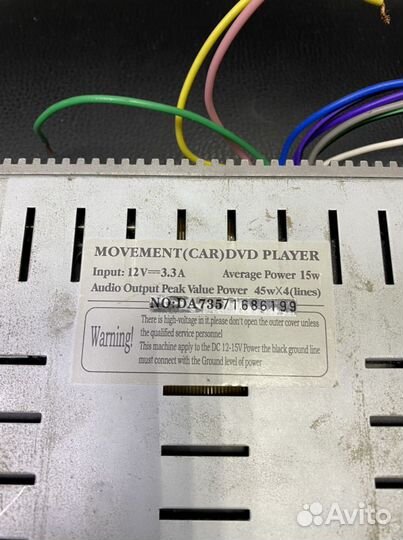 MOVEMENT(CAR)DVD PLAYER
Input: 12V⎓3.3A Average Power 15w
Audio Output Peak Value Power 45w×4(lines)
NO:DA735/1686199
Warning!
There is high-voltage in it.please don't open the outer cover unless
the qualified service personnel
This machine apply to the DC 12-15V Power the black ground line
must connect with the Ground level of power
Avito